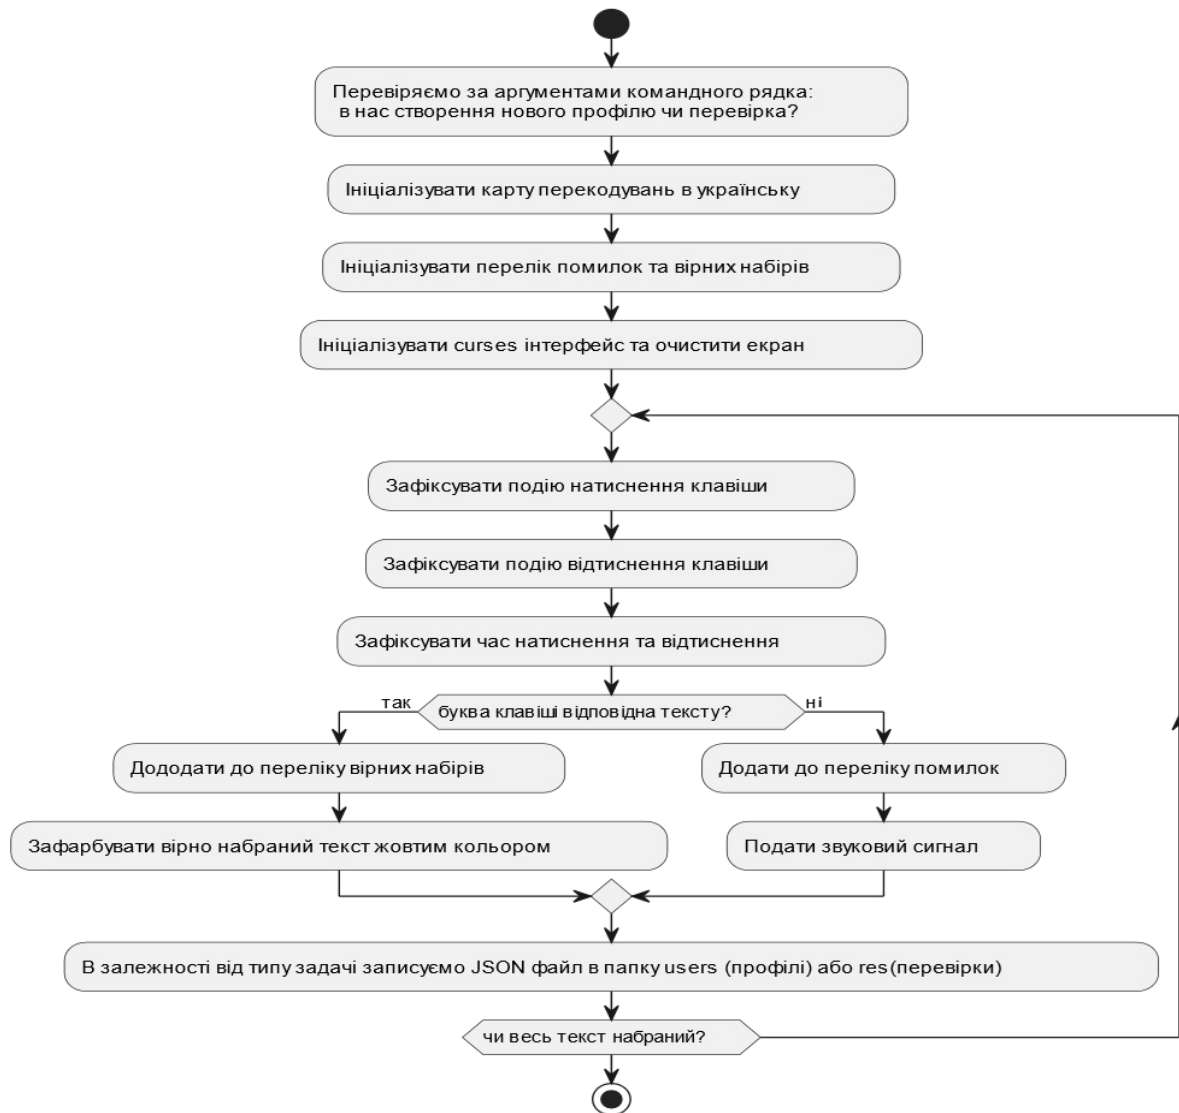 Перевіряємо за аргументами командного рядка:
в нас створення нового профілю чи перевірка?
Ініціалізувати карту перекодувань в українську
Ініціалізувати перелік помилок та вірних набірів
Ініціалізувати curses інтерфейс та очистити екран
Зафіксувати подію натиснення клавіши
Зафіксувати подію відтиснення клавіши
Зафіксувати час натиснення та відтиснення
так
буква клавіші відповідна тексту?
ні
Дододати до переліку вірних набірів
Додати до переліку помилок
Зафарбувати вірно набраний текст жовтим кольором
Подати звуковий сигнал
В залежності від типу задачі записуємо JSON файл в папку users (профілі) або res(перевірки)
чи весь текст набраний?